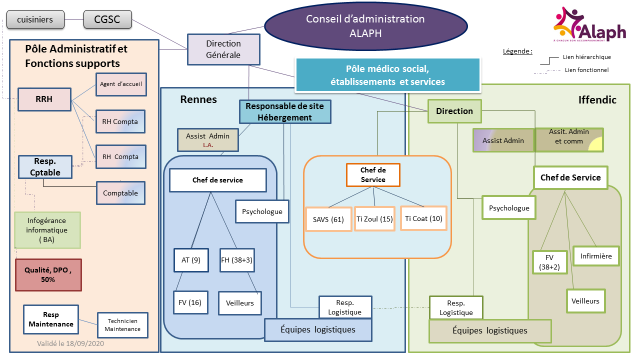 cuisiniers
CGSC
Conseil d'administration
ALAPH
Alaph
Direction
Générale
Légende :
Lien hiérarchique
Lien fonctionnel
Pôle Administratif et
Fonctions supports
Pôle médico social,
établissements et services
Agent d'accueil
RRH
RH Compta
RH Compta
Resp.
Cptable
Comptable
Infogérance
informatique
( BA)
Qualité, DPO ,
50%
Resp
Maintenance
Technicien
Maintenance
Validé le 18/09/2020
Rennes
Responsable de site
Hébergement
Assist Admin
I.A.
Chef de service
Psychologue
AT (9)
FH (38+3)
FV (16)
Veilleurs
Chef de
Service
SAVS (61)
Ti Zoul (15)
Ti Coat (10)
Resp.
Logistique
Équipes logistiques
Iffendic
Direction
Assist Admin
Assit. Admin
et comm
Chef de Service
Psychologue
FV
(38+2)
Infirmière
Veilleurs
Resp.
Logistique
Équipes logistiques